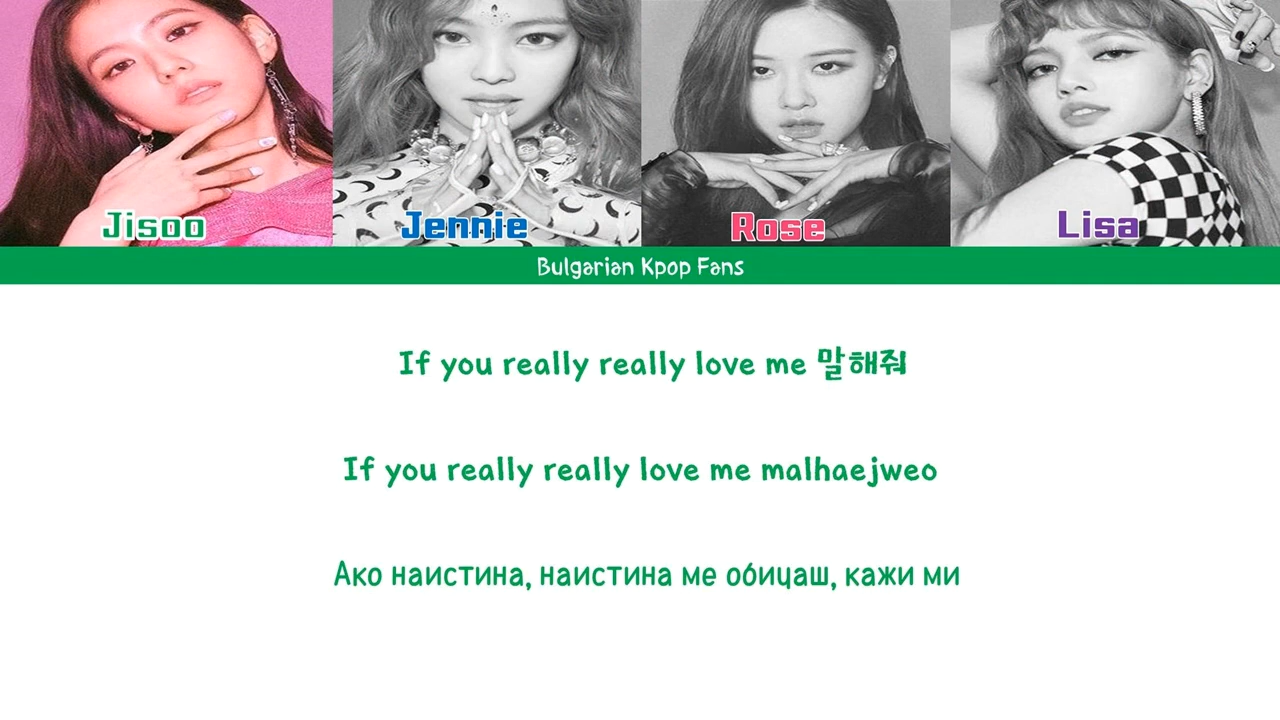 Jisoo
Jennie
Rose
Lisa
Bulgarian Kpop Fans
If you really really love me 말해줘
If you really really love me malhaejweo
Ако наистина, наистина ме обичаш, кажи ми